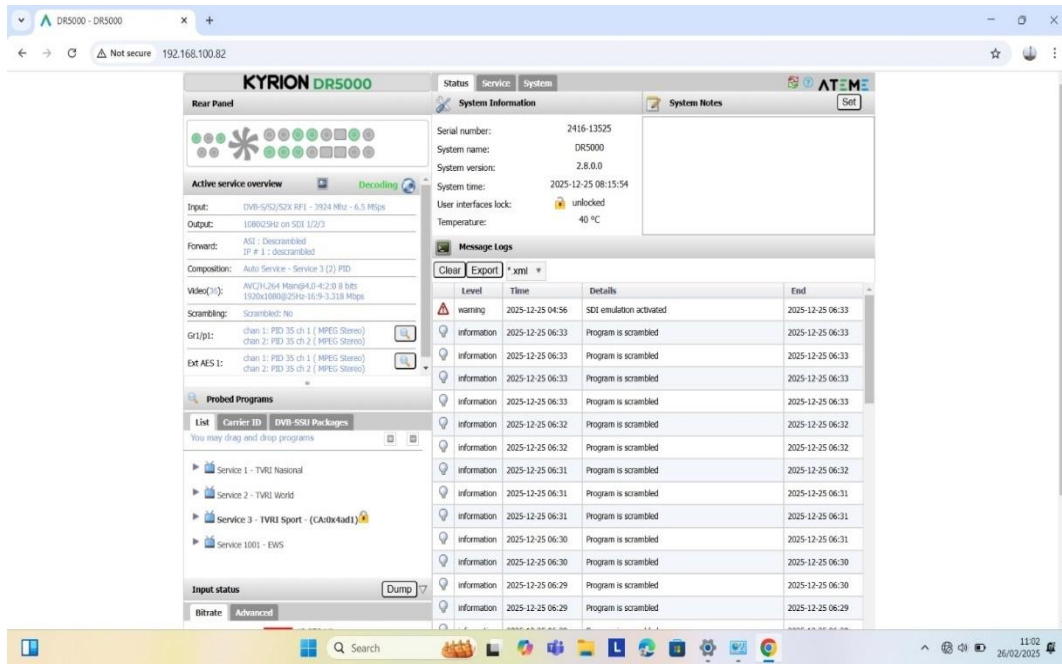 DR5000 - DR5000
Not secure 192.168.100.82
KYRION DR5000
Status Service System
ATEME
Rear Panel
Active service overview Decoding
Input: DVB-S/S2/S2X RF1 - 3924 Mhz - 6.5 MSps
Output: 1080i25Hz on SDI 1/2/3
Forward: ASI : Descrambled
IP # 1 : descrambled
Composition: Auto Service - Service 3 (2) PID
Video(35): AVC/H.264 Main@4.0-4:2:0 8 bits
1920x1080@25Hz-16:9-3.318 Mbps
Scrambling: Scrambled: No
Gr1/p1: chan 1: PID 35 ch 1 ( MPEG Stereo)
chan 2: PID 35 ch 2 ( MPEG Stereo)
Ext AES 1: chan 1: PID 35 ch 1 ( MPEG Stereo)
chan 2: PID 35 ch 2 ( MPEG Stereo)
Probed Programs
List Carrier ID DVB-SSU Packages
You may drag and drop programs
Service 1 - TVRI Nasional
Service 2 - TVRI World
Service 3 - TVRI Sport - (CA:0x4ad1)
Service 1001 - EWS
Input status Dump
Bitrate Advanced
System Information
Serial number: 2416-13525
System name: DR5000
System version: 2.8.0.0
System time: 2025-12-25 08:15:54
User interfaces lock: unlocked
Temperature: 40 °C
System Notes Set
Message Logs
Clear Export *.xml
Level Time Details End
warning 2025-12-25 04:56 SDI emulation activated 2025-12-25 06:33
information 2025-12-25 06:33 Program is scrambled 2025-12-25 06:33
information 2025-12-25 06:33 Program is scrambled 2025-12-25 06:33
information 2025-12-25 06:33 Program is scrambled 2025-12-25 06:33
information 2025-12-25 06:33 Program is scrambled 2025-12-25 06:33
information 2025-12-25 06:32 Program is scrambled 2025-12-25 06:32
information 2025-12-25 06:32 Program is scrambled 2025-12-25 06:32
information 2025-12-25 06:31 Program is scrambled 2025-12-25 06:32
information 2025-12-25 06:31 Program is scrambled 2025-12-25 06:31
information 2025-12-25 06:31 Program is scrambled 2025-12-25 06:31
information 2025-12-25 06:30 Program is scrambled 2025-12-25 06:31
information 2025-12-25 06:30 Program is scrambled 2025-12-25 06:30
information 2025-12-25 06:29 Program is scrambled 2025-12-25 06:30
information 2025-12-25 06:29 Program is scrambled 2025-12-25 06:29
Search
11:02
26/02/2025